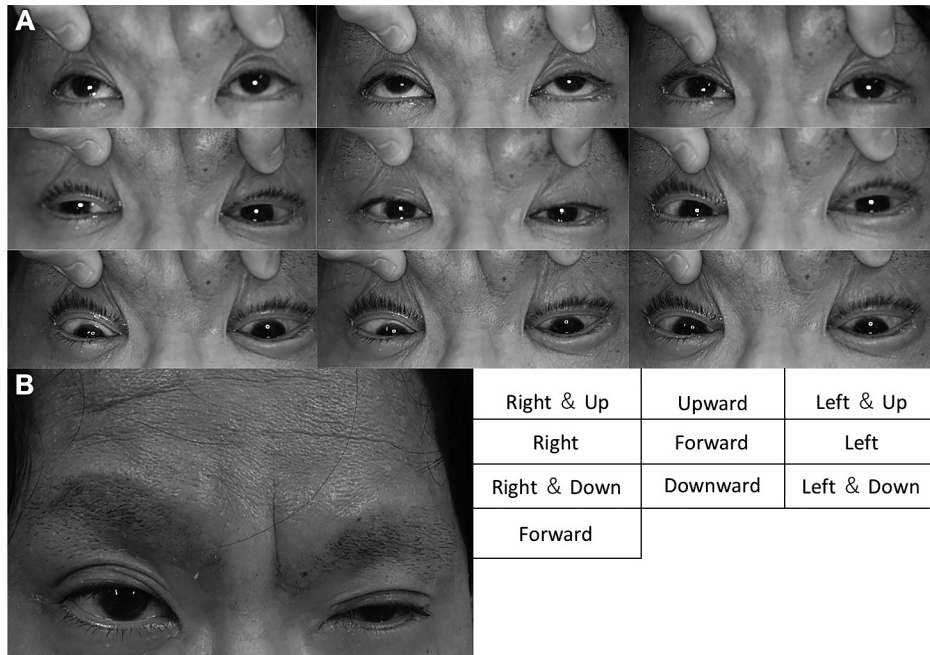 A
B
Right & Up Upward Left & Up
Right Forward Left
Right & Down Downward Left & Down
Forward